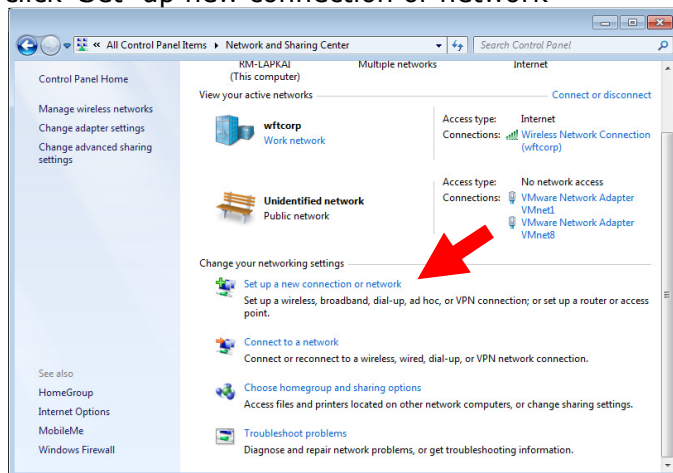 click 'Set' up new connection or network
« All Control Panel Items ▸ Network and Sharing Center
Search Control Panel
Control Panel Home
Manage wireless networks
Change adapter settings
Change advanced sharing
settings
See also
HomeGroup
Internet Options
MobileMe
Windows Firewall
RM-LAPKAI
(This computer)
Multiple networks
Internet
View your active networks
Connect or disconnect
wftcorp
Work network
Access type: Internet
Connections: Wireless Network Connection
(wftcorp)
Unidentified network
Public network
Access type: No network access
Connections: VMware Network Adapter
VMnet1
VMware Network Adapter
VMnet8
Change your networking settings
Set up a new connection or network
Set up a wireless, broadband, dial-up, ad hoc, or VPN connection; or set up a router or access
point.
Connect to a network
Connect or reconnect to a wireless, wired, dial-up, or VPN network connection.
Choose homegroup and sharing options
Access files and printers located on other network computers, or change sharing settings.
Troubleshoot problems
Diagnose and repair network problems, or get troubleshooting information.